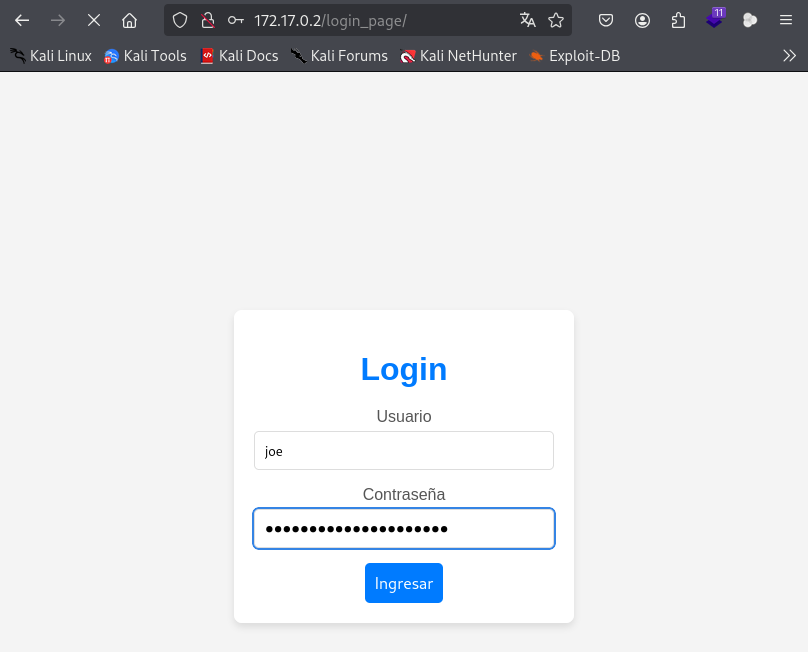 11
172.17.0.2/login_page/
Kali Linux Kali Tools Kali Docs Kali Forums Kali NetHunter Exploit-DB
Login
Usuario
joe
Contraseña
•••••••••••••••••••••
Ingresar